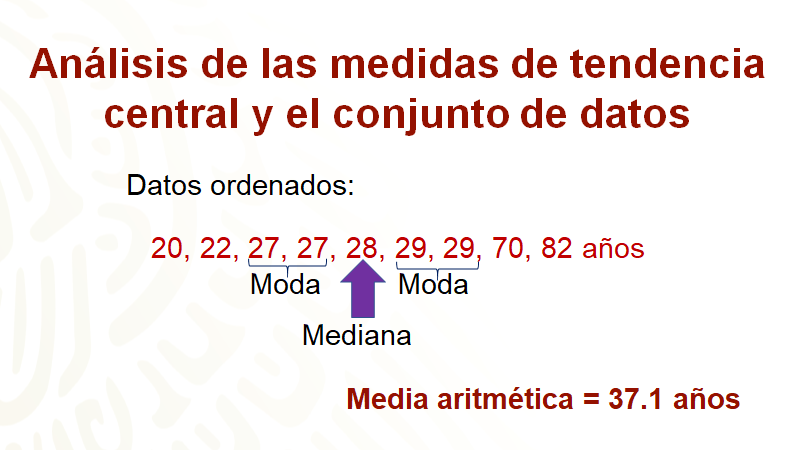 Análisis de las medidas de tendencia
central y el conjunto de datos
Datos ordenados:
20, 22, 27, 27, 28, 29, 29, 70, 82 años
Moda Moda
Mediana
Media aritmética = 37.1 años